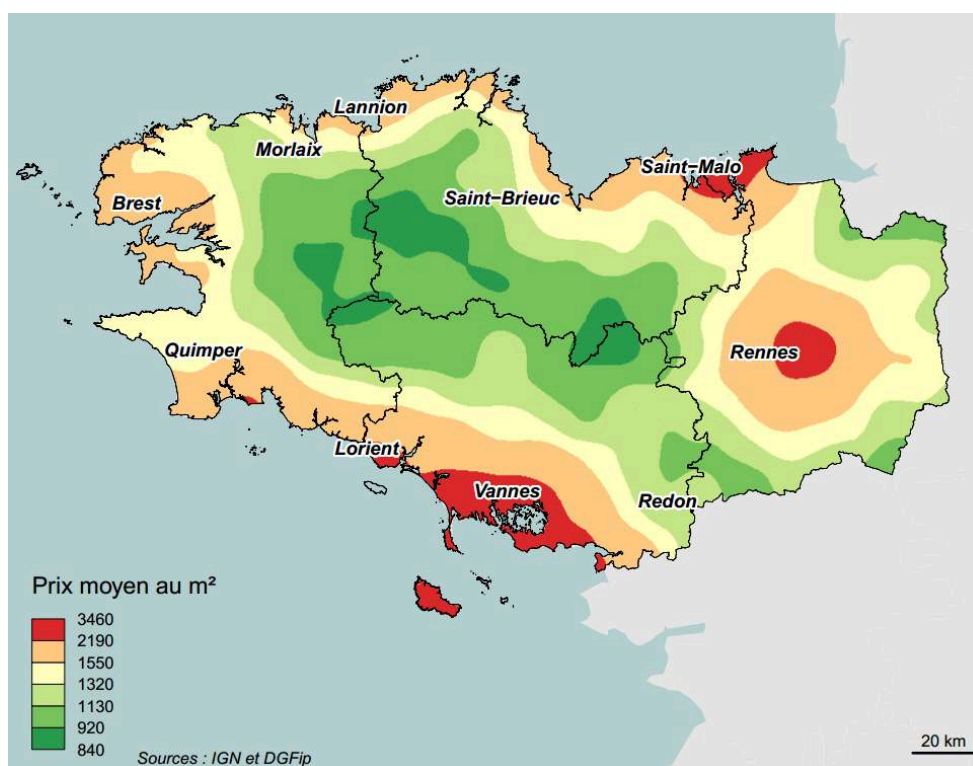 Lannion
Morlaix
Saint-Malo
Brest
Saint-Brieuc
Quimper
Rennes
Lorient
Vannes
Redon
Prix moyen au m²
3460
2190
1550
1320
1130
920
840
Sources : IGN et DGFip
20 km